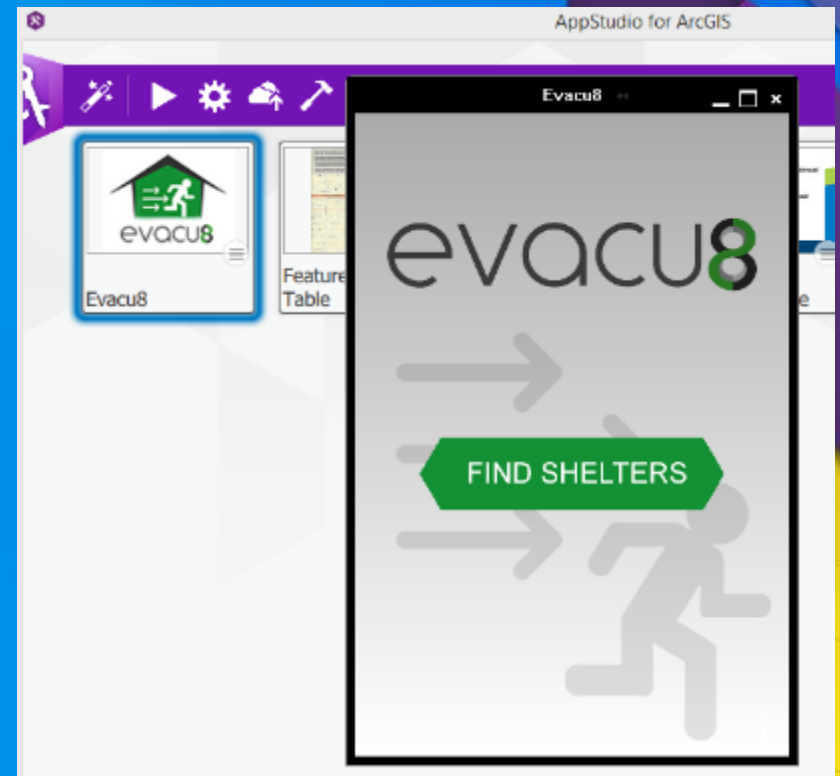 AppStudio for ArcGIS
Evacu8
evacu8
Evacu8
Feature
Table
evacu8
FIND SHELTERS
e